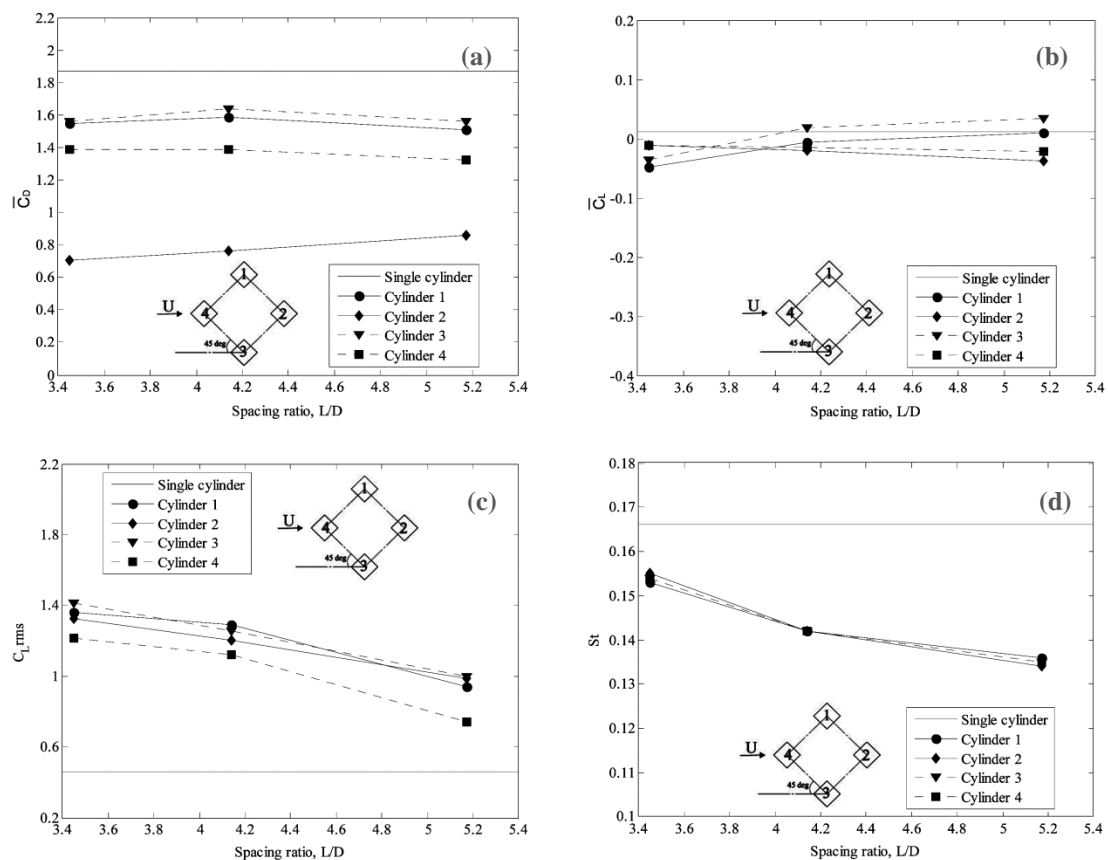 (a)
2.2
2
1.8
1.6
1.4
1.2
1
0.8
0.6
0.4
0.2
0
C̅D
U
1
4
2
3
45 deg
Single cylinder
Cylinder 1
Cylinder 2
Cylinder 3
Cylinder 4
3.4 3.6 3.8 4 4.2 4.4 4.6 4.8 5 5.2 5.4
Spacing ratio, L/D
(b)
0.2
0.1
0
-0.1
-0.2
-0.3
-0.4
C̅L
U
1
4
2
3
45 deg
Single cylinder
Cylinder 1
Cylinder 2
Cylinder 3
Cylinder 4
3.4 3.6 3.8 4 4.2 4.4 4.6 4.8 5 5.2 5.4
Spacing ratio, L/D
(c)
2.2
1.8
1.4
1
0.6
0.2
CLrms
Single cylinder
Cylinder 1
Cylinder 2
Cylinder 3
Cylinder 4
U
1
4
2
3
45 deg
3.4 3.6 3.8 4 4.2 4.4 4.6 4.8 5 5.2 5.4
Spacing ratio, L/D
(d)
0.18
0.17
0.16
0.15
0.14
0.13
0.12
0.11
0.1
St
U
1
4
2
3
45 deg
Single cylinder
Cylinder 1
Cylinder 2
Cylinder 3
Cylinder 4
3.4 3.6 3.8 4 4.2 4.4 4.6 4.8 5 5.2 5.4
Spacing ratio, L/D